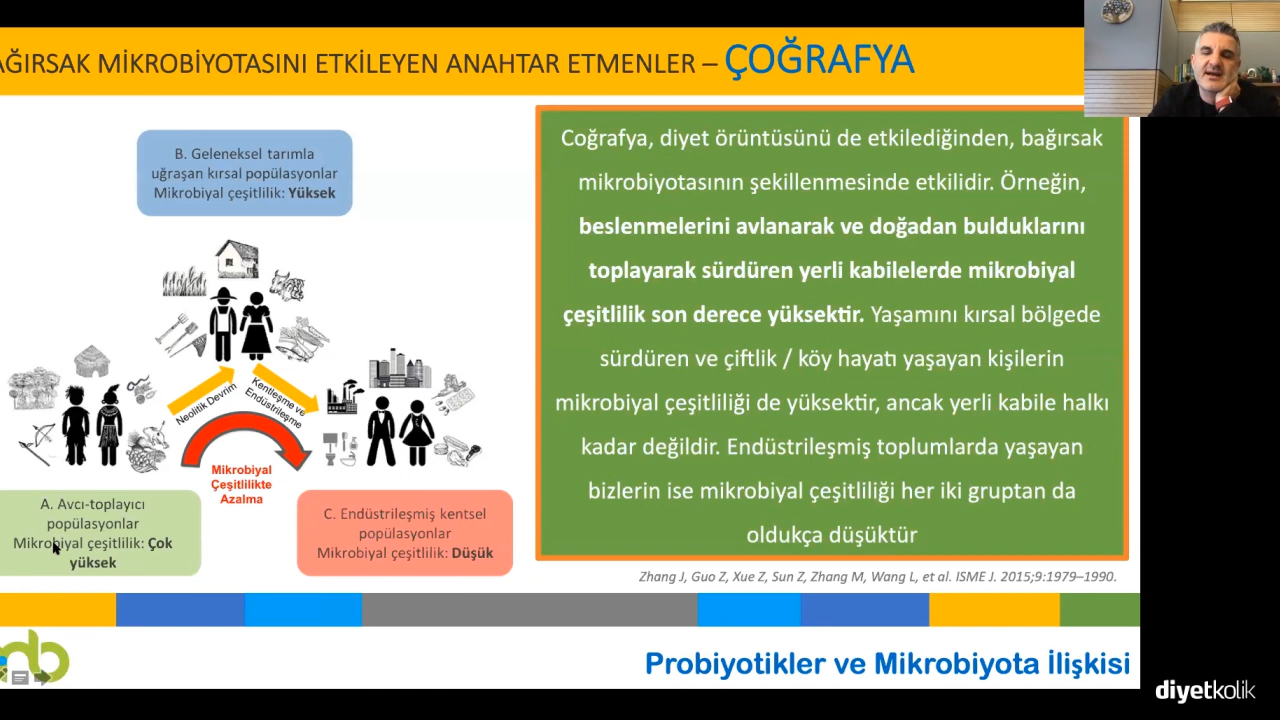 AĞIRSAK MİKROBİYOTASINI ETKİLEYEN ANAHTAR ETMENLER – ÇOĞRAFYA
B. Geleneksel tarımla
uğraşan kırsal popülasyonlar
Mikrobiyal çeşitlilik: Yüksek
Neolitik Devrim
Kentleşme ve
Endüstrileşme
Mikrobiyal
Çeşitlilikte
Azalma
A. Avcı-toplayıcı
popülasyonlar
Mikrobiyal çeşitlilik: Çok
yüksek
C. Endüstrileşmiş kentsel
popülasyonlar
Mikrobiyal çeşitlilik: Düşük
Coğrafya, diyet örüntüsünü de etkilediğinden, bağırsak
mikrobiyotasının şekillenmesinde etkilidir. Örneğin,
beslenmelerini avlanarak ve doğadan bulduklarını
toplayarak sürdüren yerli kabilelerde mikrobiyal
çeşitlilik son derece yüksektir. Yaşamını kırsal bölgede
sürdüren ve çiftlik / köy hayatı yaşayan kişilerin
mikrobiyal çeşitliliği de yüksektir, ancak yerli kabile halkı
kadar değildir. Endüstrileşmiş toplumlarda yaşayan
bizlerin ise mikrobiyal çeşitliliği her iki gruptan da
oldukça düşüktür
Zhang J, Guo Z, Xue Z, Sun Z, Zhang M, Wang L, et al. ISME J. 2015;9:1979–1990.
Probiyotikler ve Mikrobiyota İlişkisi
diyetkolik